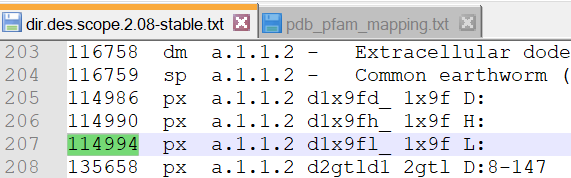 dir.des.scope.2.08-stable.txt pdb_pfam_mapping.txt
203 116758 dm a.1.1.2 - Extracellular dode
204 116759 sp a.1.1.2 - Common earthworm (
205 114986 px a.1.1.2 d1x9fd_ 1x9f D:
206 114990 px a.1.1.2 d1x9fh_ 1x9f H:
207 114994 px a.1.1.2 d1x9fl_ 1x9f L:
208 135658 px a.1.1.2 d2gtld1 2gtl D:8-147